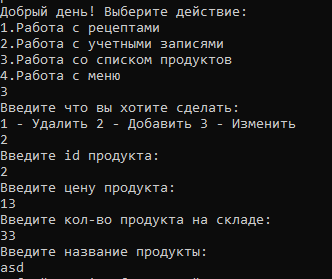 Добрый день! Выберите действие:
1.Работа с рецептами
2.Работа с учетными записями
3.Работа со списком продуктов
4.Работа с меню
3
Введите что вы хотите сделать:
1 - Удалить 2 - Добавить 3 - Изменить
2
Введите id продукта:
2
Введите цену продукта:
13
Введите кол-во продукта на складе:
33
Введите название продукты:
asd